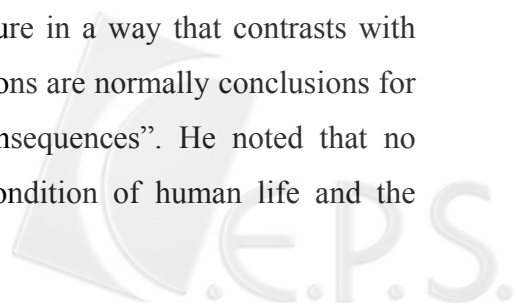 ure in a way that contrasts with
ons are normally conclusions for
nsequences”. He noted that no
ondition of human life and the
C.E.P.S.